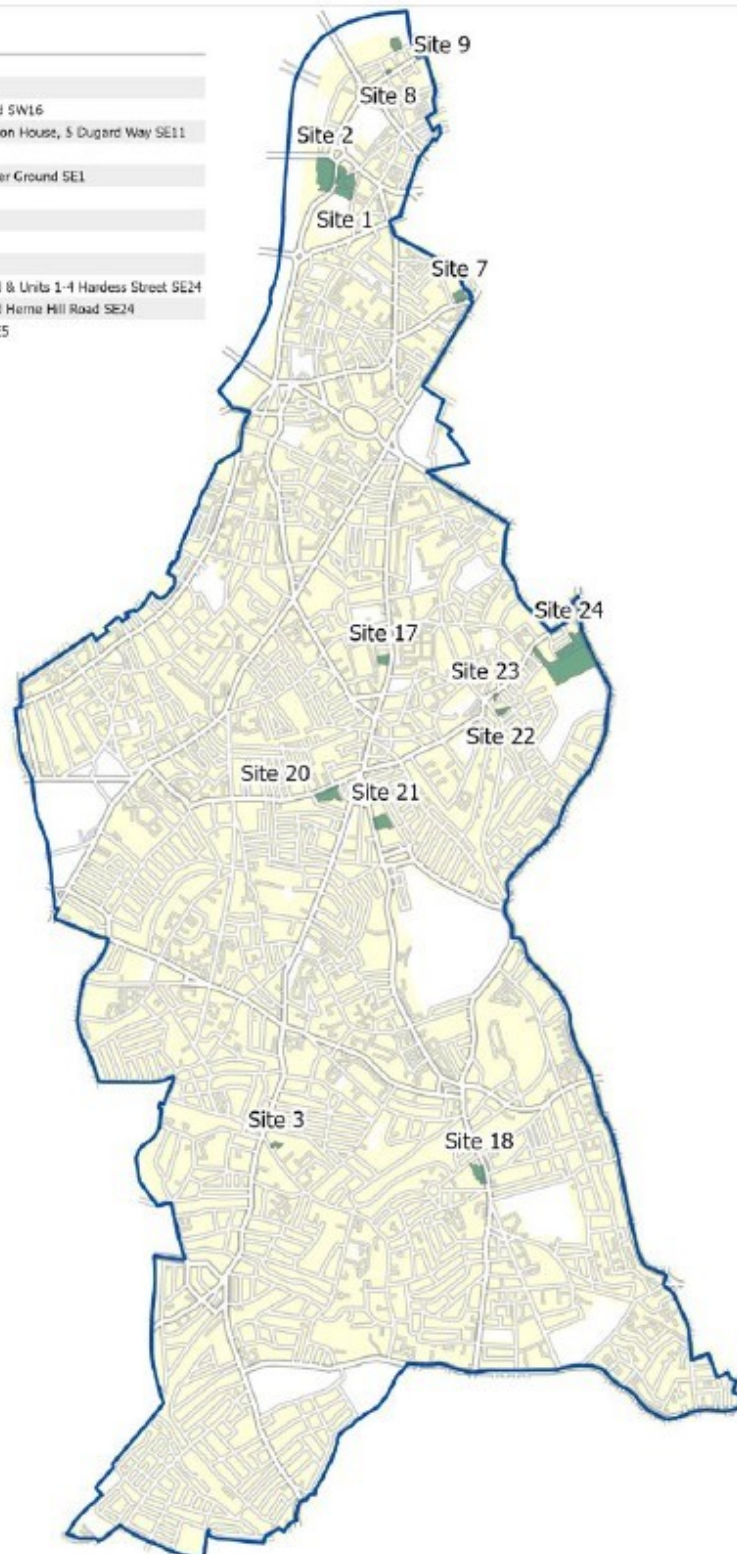 d SW16
on House, 5 Dugard Way SE11
er Ground SE1
& Units 1-4 Hardess Street SE24
Herne Hill Road SE24
Site 9
Site 8
Site 2
Site 1
Site 7
Site 24
Site 17
Site 23
Site 22
Site 20
Site 21
Site 3
Site 18